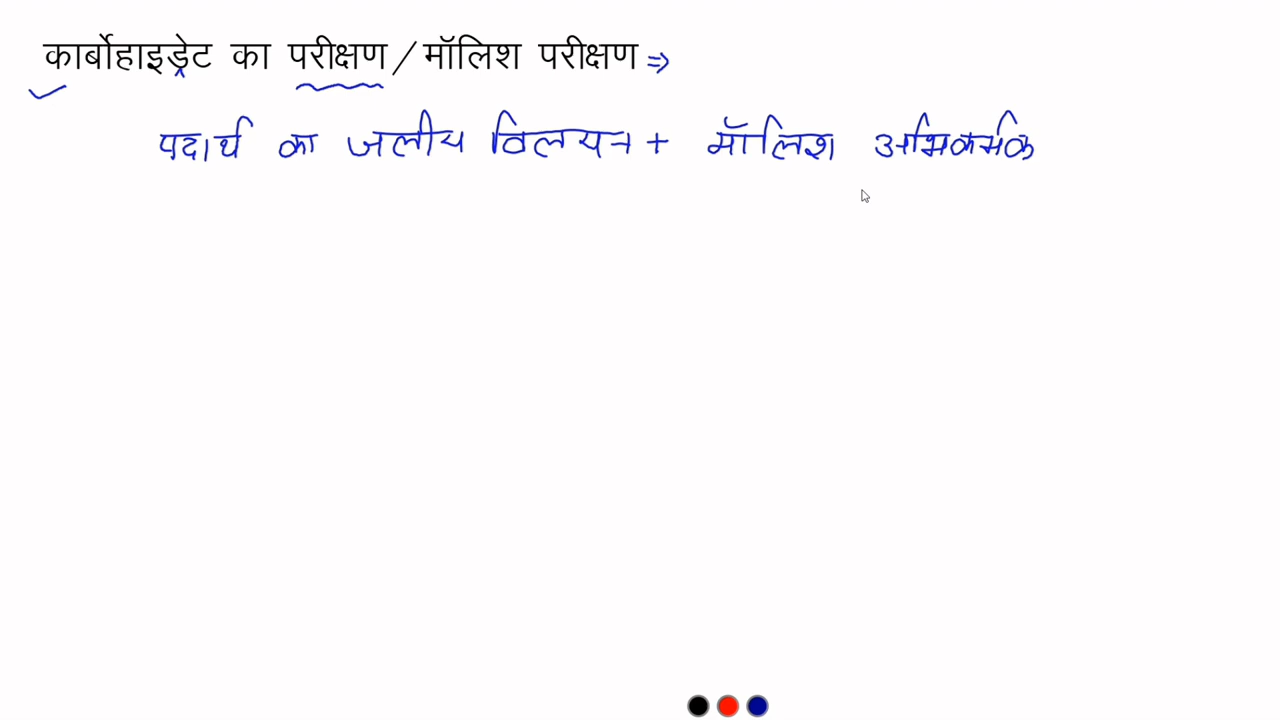 कार्बोहाइड्रेट का परीक्षण/मॉलिश परीक्षण ⇒
पदार्थ का जलीय विलयन + मॉलिश अभिकर्मक